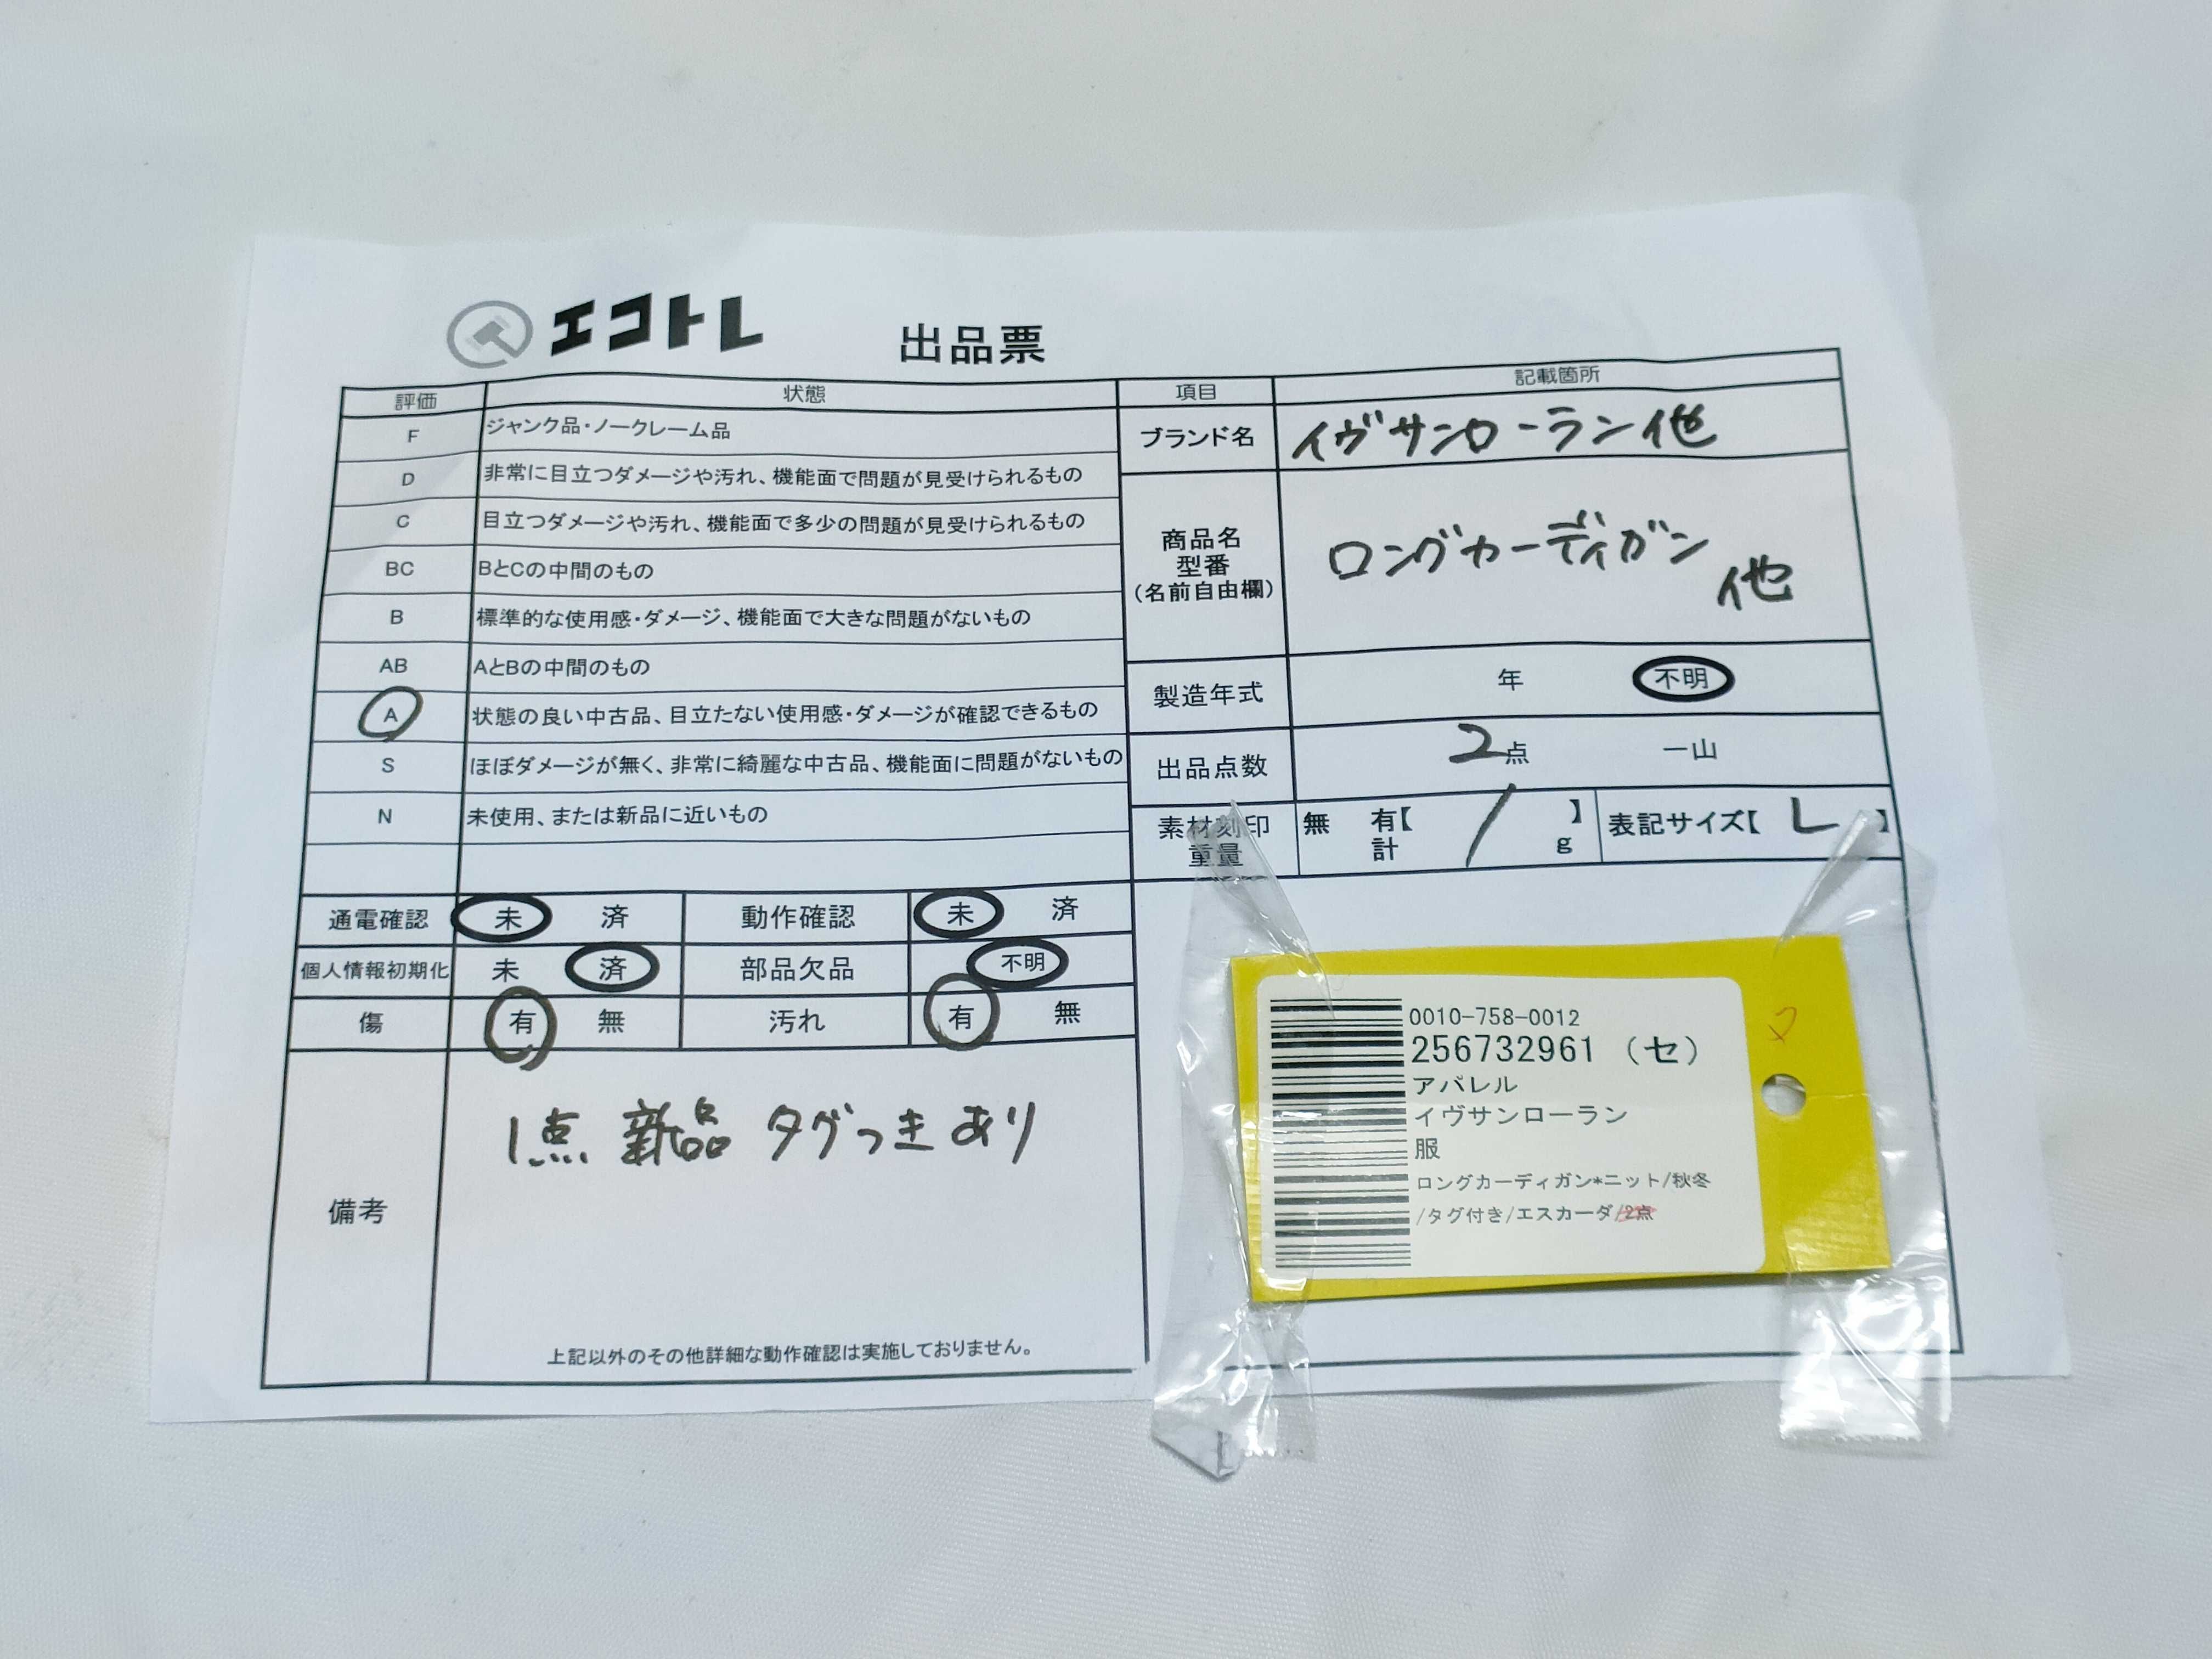 エコトレ 出品票
評価 状態
F ジャンク品・ノークレーム品
D 非常に目立つダメージや汚れ、機能面で問題が見受けられるもの
C 目立つダメージや汚れ、機能面で多少の問題が見受けられるもの
BC BとCの中間のもの
B 標準的な使用感・ダメージ、機能面で大きな問題がないもの
AB AとBの中間のもの
A 状態の良い中古品、目立たない使用感・ダメージが確認できるもの
S ほぼダメージが無く、非常に綺麗な中古品、機能面に問題がないもの
N 未使用、または新品に近いもの
通電確認 未 済 動作確認 未 済
個人情報初期化 未 済 部品欠品 不明
傷 有 無 汚れ 有 無
備考
1点 新品 タグつきあり
上記以外のその他詳細な動作確認は実施しておりません。
項目 記載箇所
ブランド名 イヴサンローラン他
商品名
型番
(名前自由欄)
ロングカーディガン
他
製造年式 年 不明
出品点数 2点 一山
素材刻印 無 有【 / 】 表記サイズ【 L 】
重量 計 g
0010-758-0012
256732961 (セ)
アパレル
イヴサンローラン
服
ロングカーディガン*ニット/秋冬
/タグ付き/エスカーダ/2点